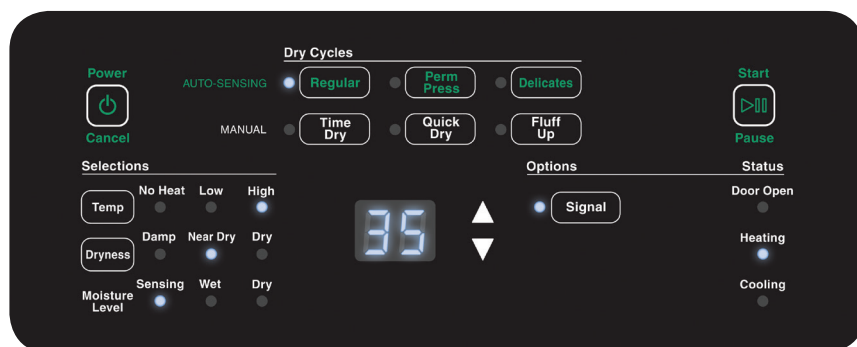 Dry Cycles
Power
Cancel
AUTO-SENSING
Regular
Perm
Press
Delicates
MANUAL
Time
Dry
Quick
Dry
Fluff
Up
Start
Pause
Selections
Temp
No Heat Low High
Dryness
Damp Near Dry Dry
Moisture
Level
Sensing Wet Dry
35
Options
Signal
Status
Door Open
Heating
Cooling